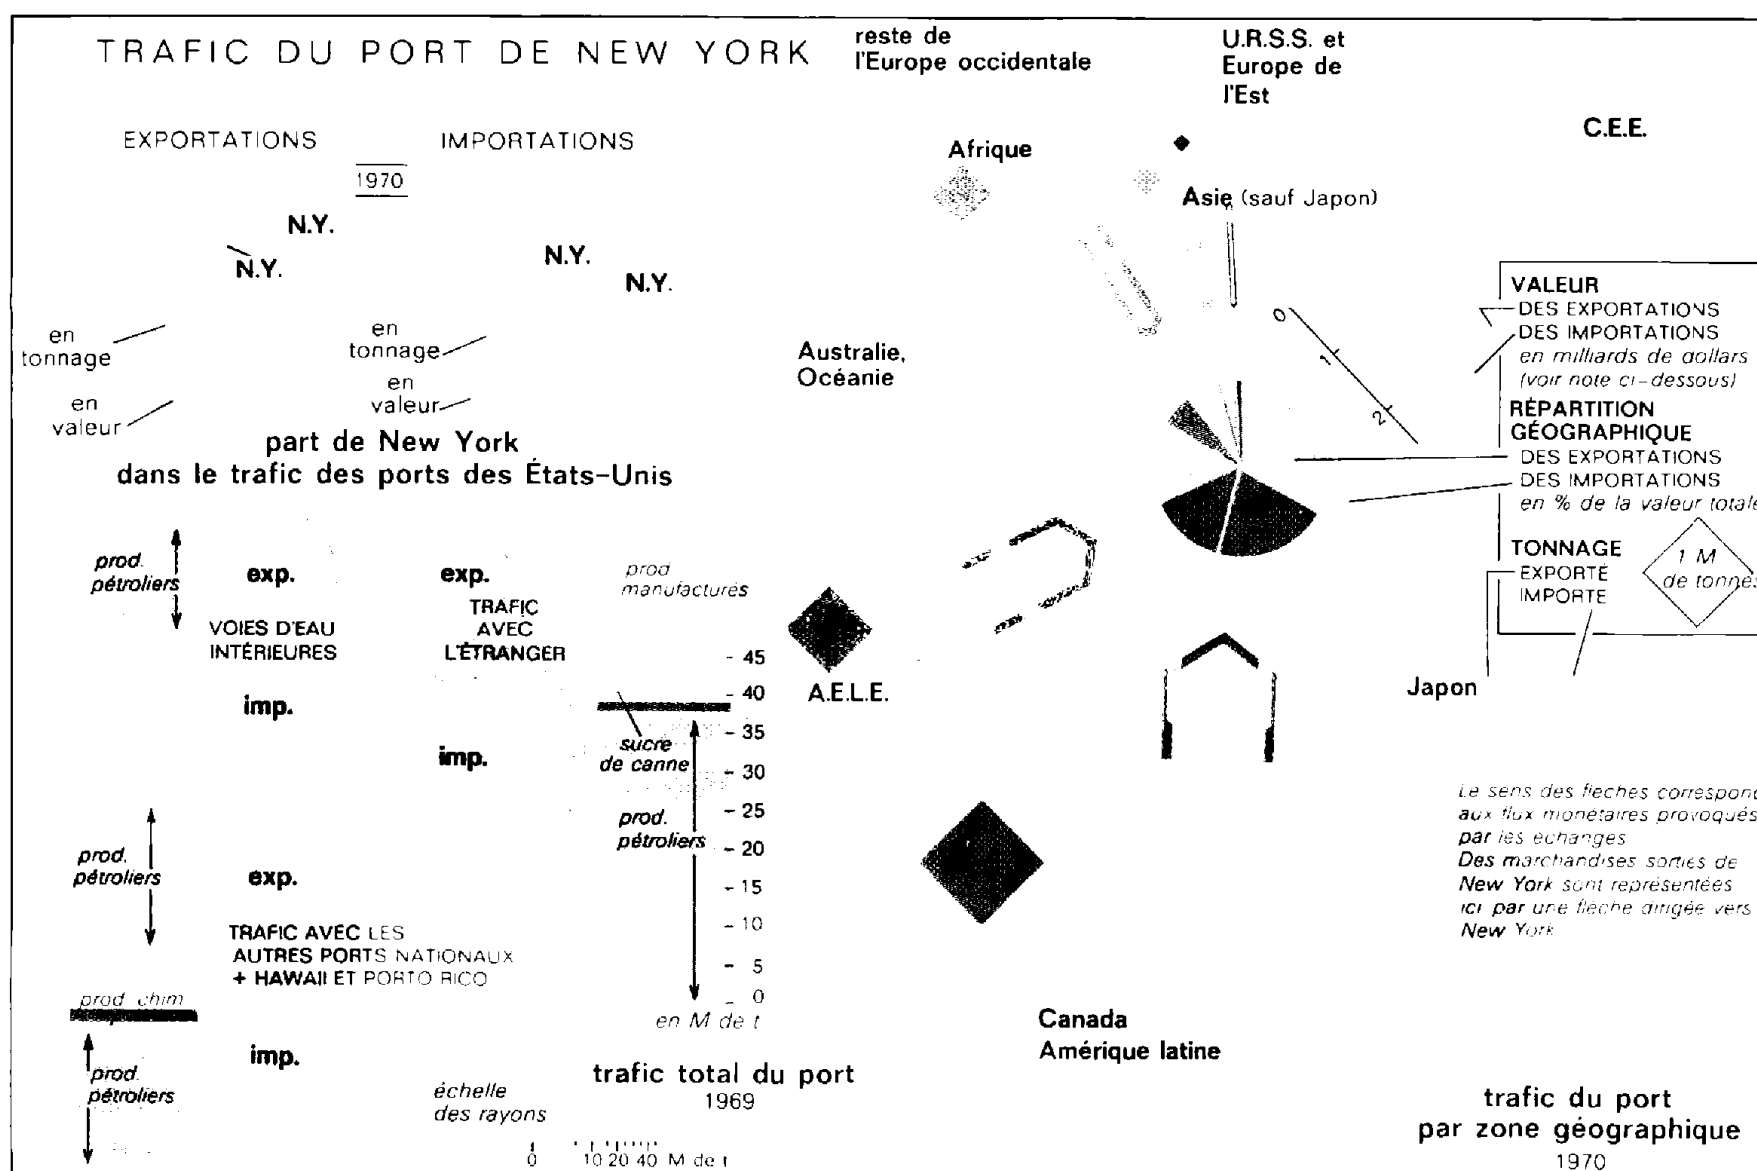 TRAFIC DU PORT DE NEW YORK
EXPORTATIONS
IMPORTATIONS
1970
N.Y.
N.Y.
N.Y.
N.Y.
en
tonnage
en
valeur
en
tonnage
en
valeur
part de New York
dans le trafic des ports des États-Unis
prod.
pétroliers
exp.
VOIES D'EAU
INTÉRIEURES
imp.
prod.
pétroliers
exp.
TRAFIC AVEC LES
AUTRES PORTS NATIONAUX
+ HAWAII ET PORTO RICO
prod chim
prod.
pétroliers
imp.
exp.
TRAFIC
AVEC
L'ÉTRANGER
imp.
prod
manufacturés
sucre
de canne
prod.
pétroliers
45
40
35
30
25
20
15
10
5
0
en M de t
trafic total du port
1969
échelle
des rayons
0 10 20 40 M de t
reste de
l'Europe occidentale
U.R.S.S. et
Europe de
l'Est
C.E.E.
Afrique
Asie (sauf Japon)
Australie,
Océanie
0
1
2
A.E.L.E.
Japon
Canada
Amérique latine
VALEUR
DES EXPORTATIONS
DES IMPORTATIONS
en milliards de dollars
(voir note ci-dessous)
RÉPARTITION
GÉOGRAPHIQUE
DES EXPORTATIONS
DES IMPORTATIONS
en % de la valeur totale
TONNAGE
EXPORTÉ
IMPORTÉ
1 M
de tonnes
Le sens des flèches correspond
aux flux monétaires provoqués
par les échanges
Des marchandises sorties de
New York sont représentées
ici par une flèche dirigée vers
New York
trafic du port
par zone géographique
1970